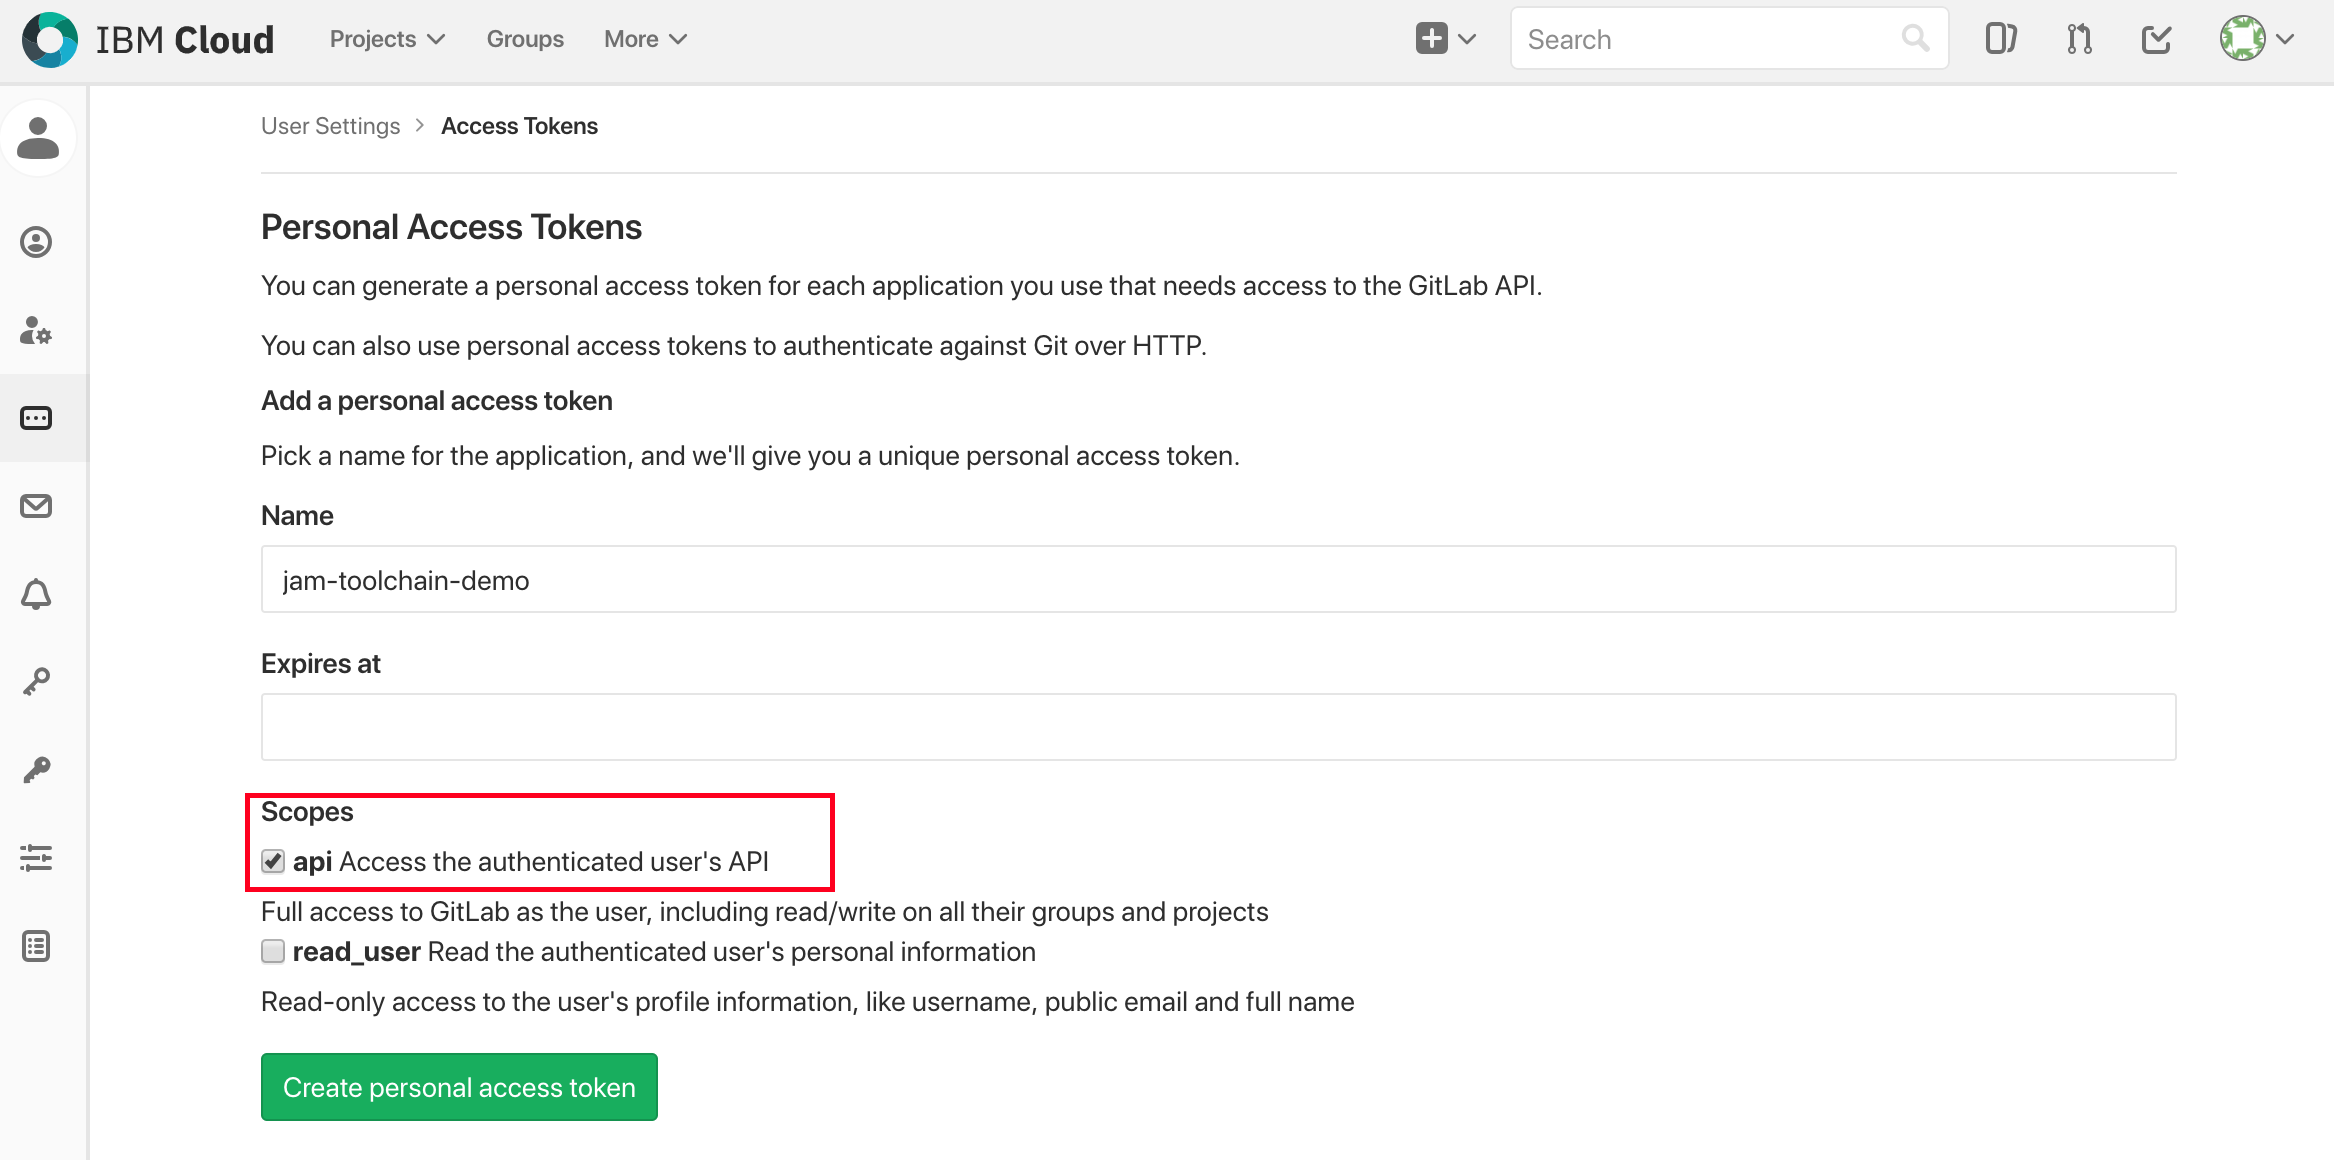 IBM Cloud Projects Groups More Search
User Settings > Access Tokens
Personal Access Tokens
You can generate a personal access token for each application you use that needs access to the GitLab API.
You can also use personal access tokens to authenticate against Git over HTTP.
Add a personal access token
Pick a name for the application, and we'll give you a unique personal access token.
Name
jam-toolchain-demo
Expires at
Scopes
api Access the authenticated user's API
Full access to GitLab as the user, including read/write on all their groups and projects
read_user Read the authenticated user's personal information
Read-only access to the user's profile information, like username, public email and full name
Create personal access token